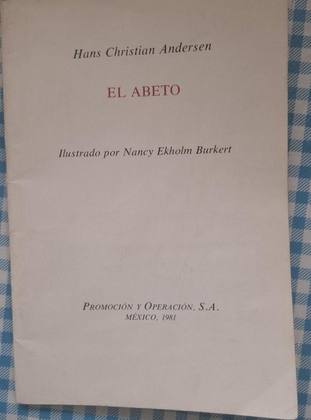 Hans Christian Andersen
EL ABETO
Ilustrado por Nancy Ekholm Burkert
PROMOCIÓN Y OPERACIÓN, S.A.
MÉXICO, 1981